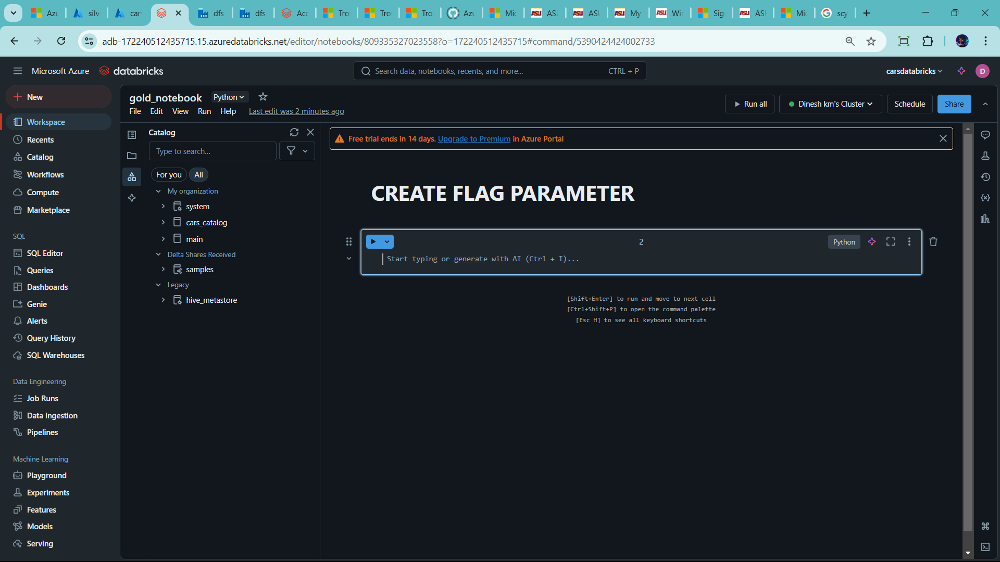 Azu
silv
car
dfs
dfs
Acc
Tro
Tro
Tro
Azu
Mic
ASU
ASU
My
Win
Sig
ASU
Mic
scy
adb-172240512435715.15.azuredatabricks.net/editor/notebooks/809335327023558?o=172240512435715#command/5390424424002733
Microsoft Azure databricks
Search data, notebooks, recents, and more... CTRL + P
carsdatabricks
D
New
Workspace
Recents
Catalog
Workflows
Compute
Marketplace
SQL
SQL Editor
Queries
Dashboards
Genie
Alerts
Query History
SQL Warehouses
Data Engineering
Job Runs
Data Ingestion
Pipelines
Machine Learning
Playground
Experiments
Features
Models
Serving
gold_notebook Python
File Edit View Run Help Last edit was 2 minutes ago
Run all Dinesh km's Cluster Schedule Share
Catalog
Type to search...
For you All
My organization
system
cars_catalog
main
Delta Shares Received
samples
Legacy
hive_metastore
Free trial ends in 14 days. Upgrade to Premium in Azure Portal
CREATE FLAG PARAMETER
2 Python
Start typing or generate with AI (Ctrl + I)...
[Shift+Enter] to run and move to next cell
[Ctrl+Shift+P] to open the command palette
[Esc H] to see all keyboard shortcuts